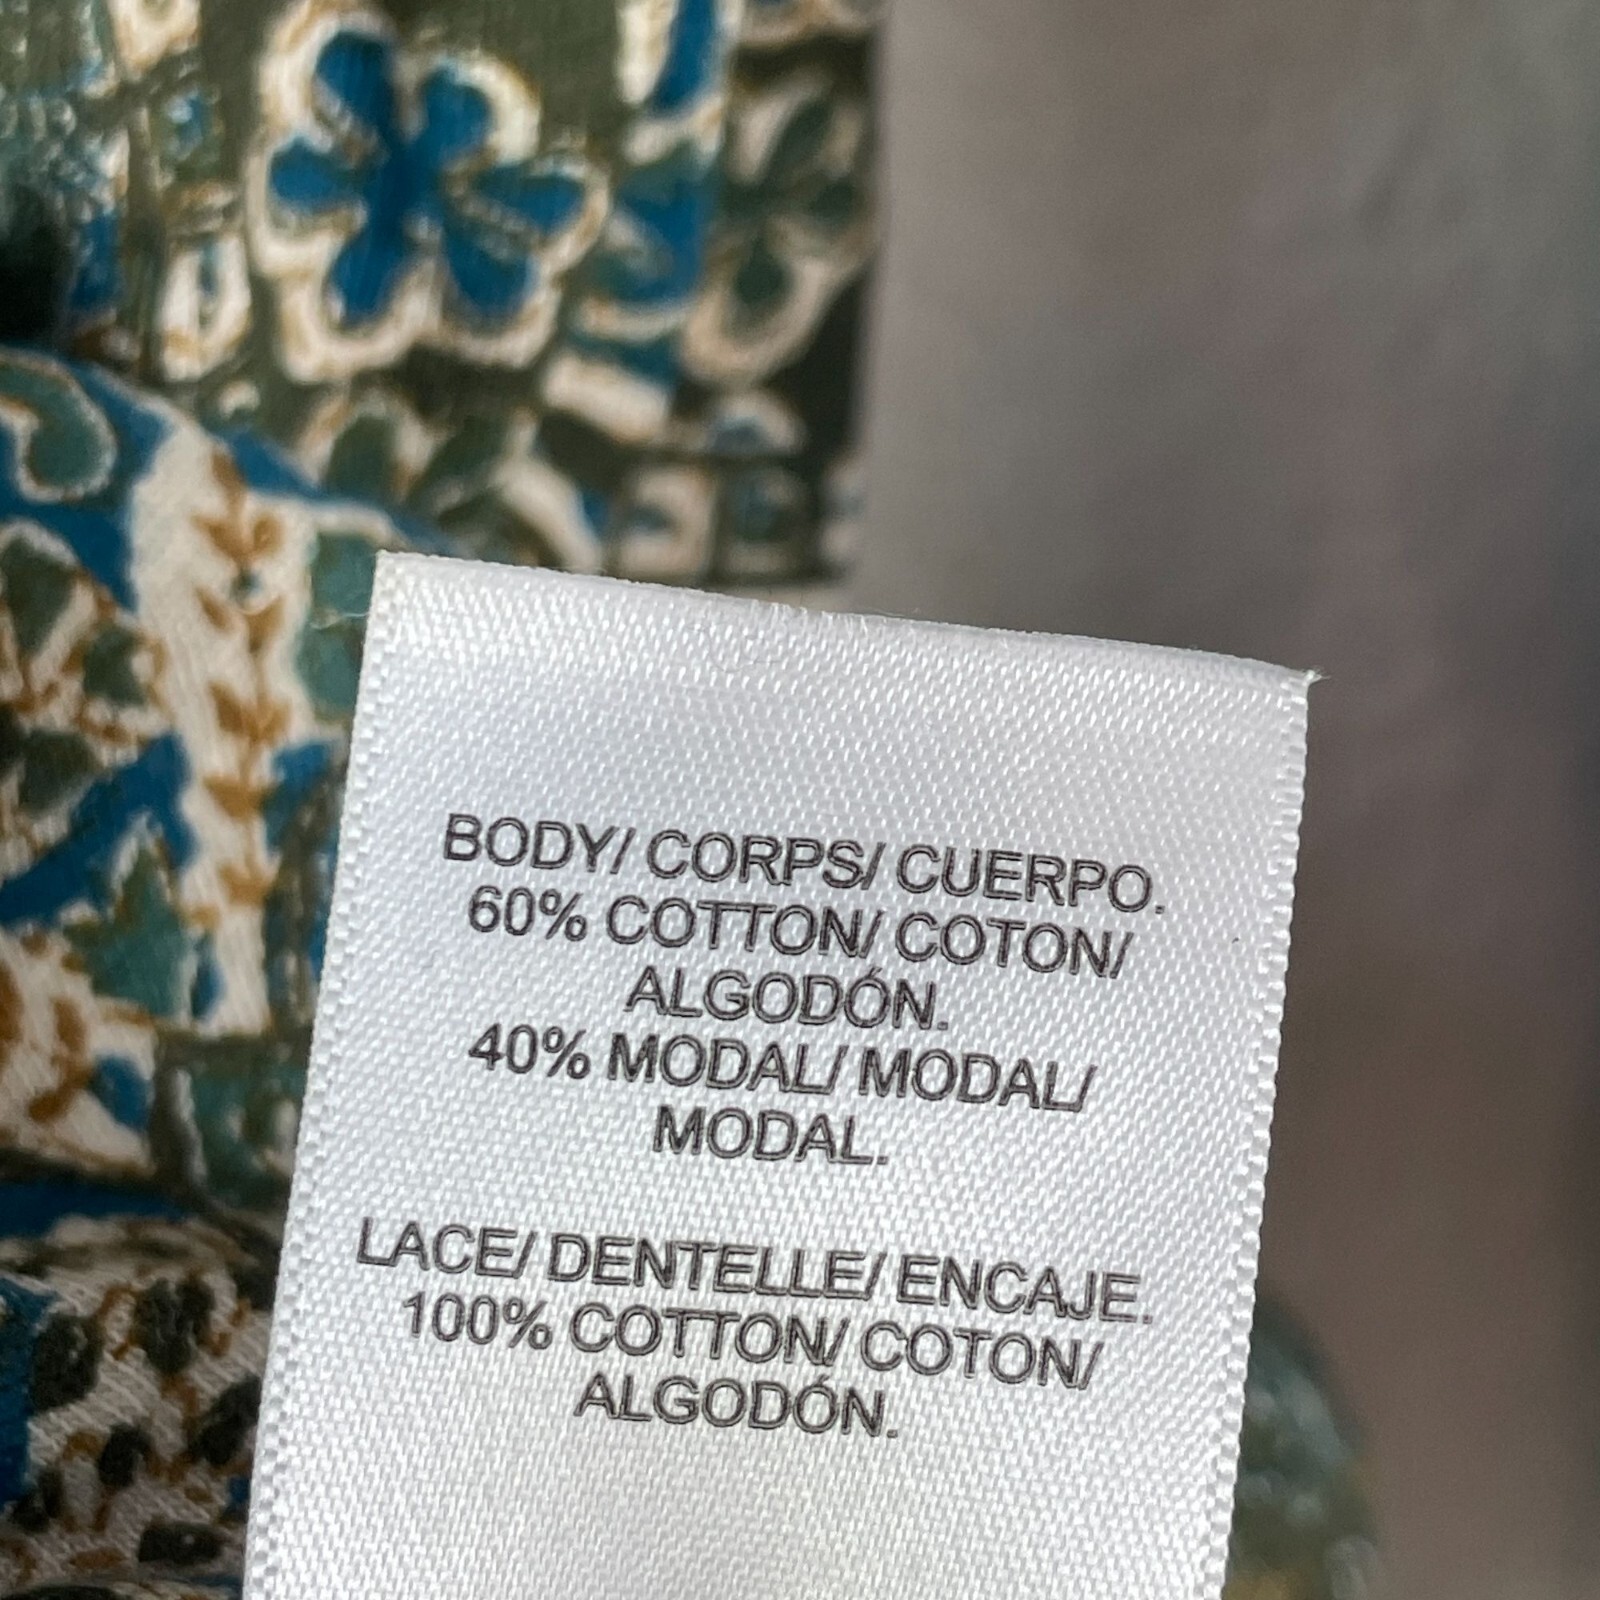 BODY/ CORPS/ CUERPO.
60% COTTON/ COTON/
ALGODÓN.
40% MODAL/ MODAL/
MODAL.
LACE/ DENTELLE/ ENCAJE.
100% COTTON/ COTON/
ALGODÓN.